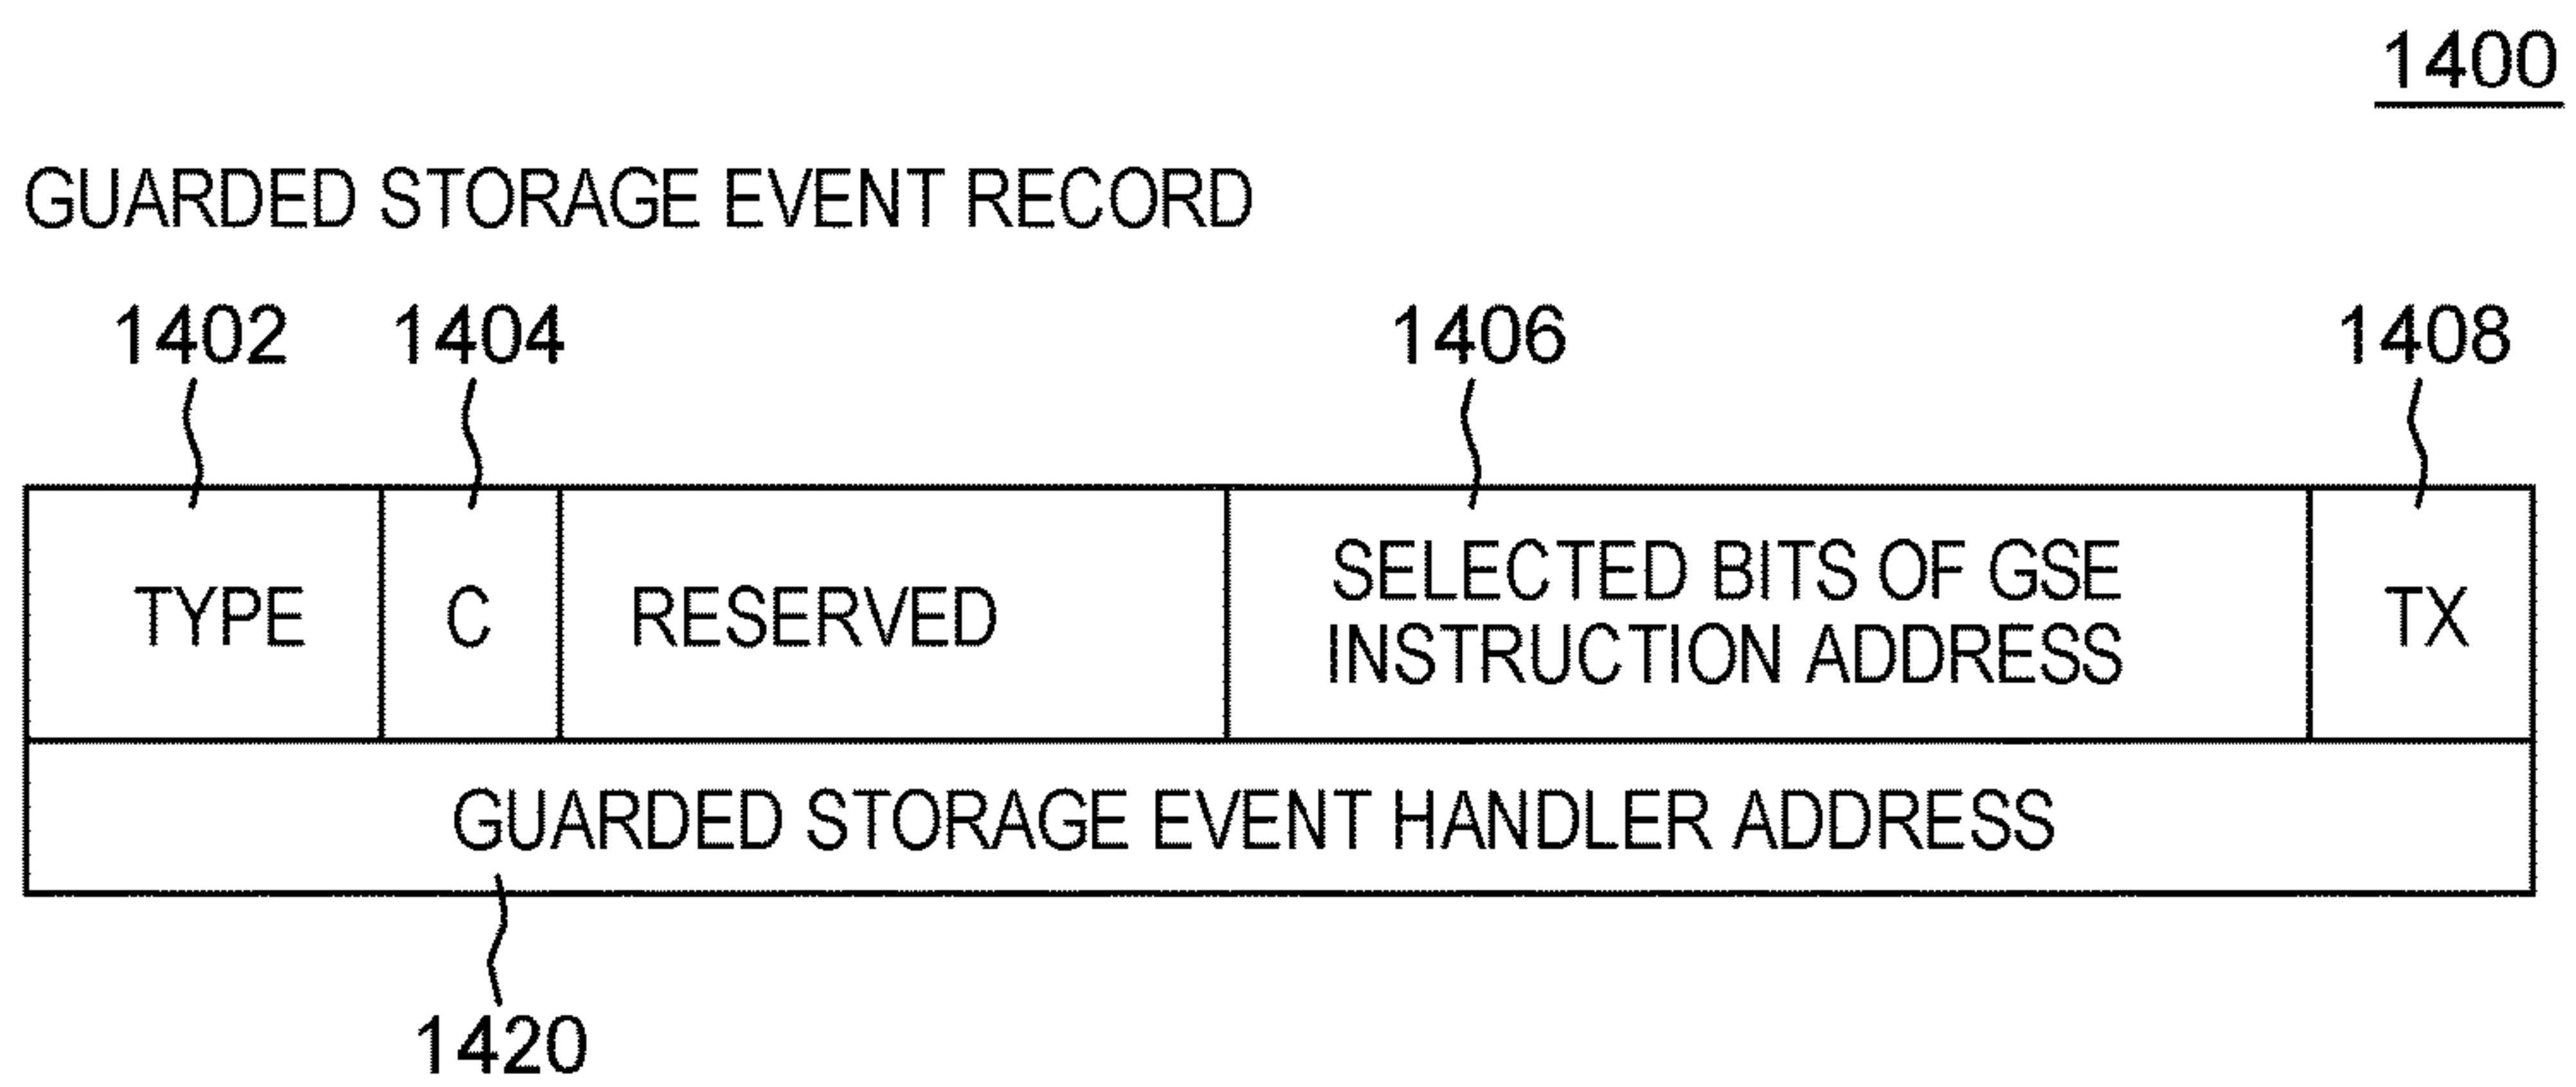 1400
GUARDED STORAGE EVENT RECORD
1402 1404 1406 1408
TYPE C RESERVED SELECTED BITS OF GSE
INSTRUCTION ADDRESS TX
GUARDED STORAGE EVENT HANDLER ADDRESS
1420